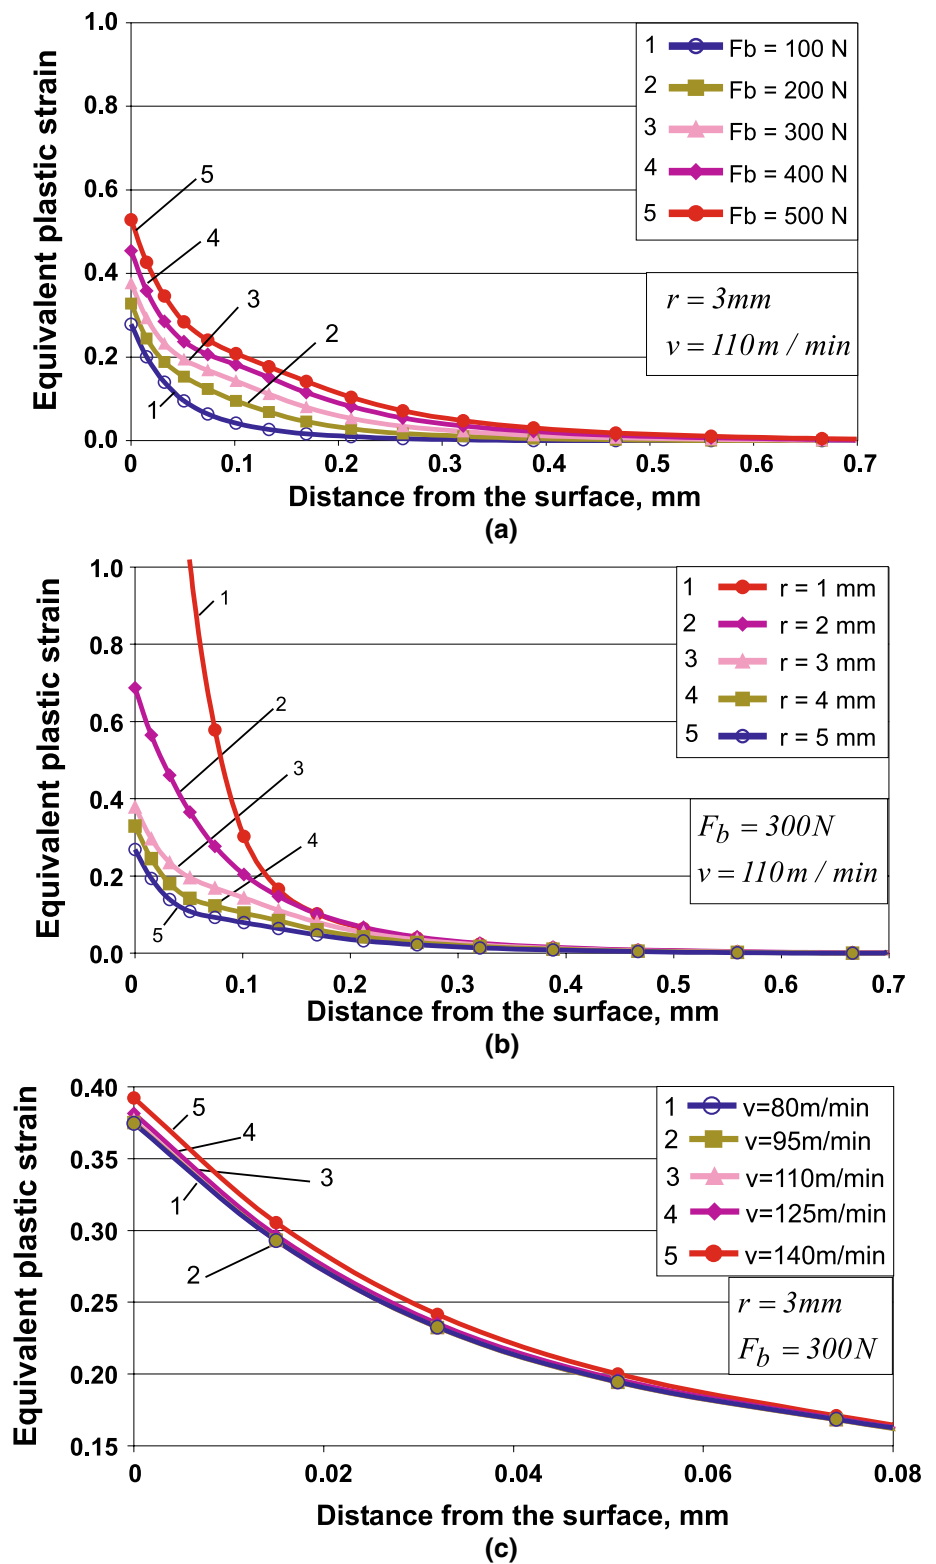 Equivalent plastic strain
1.0
0.8
0.6
0.4
0.2
0.0
0 0.1 0.2 0.3 0.4 0.5 0.6 0.7
5
4
3
2
1
1 Fb = 100 N
2 Fb = 200 N
3 Fb = 300 N
4 Fb = 400 N
5 Fb = 500 N
r = 3mm
v = 110m / min
Distance from the surface, mm
(a)
Equivalent plastic strain
1.0
0.8
0.6
0.4
0.2
0.0
0 0.1 0.2 0.3 0.4 0.5 0.6 0.7
1
2
3
4
5
1 r = 1 mm
2 r = 2 mm
3 r = 3 mm
4 r = 4 mm
5 r = 5 mm
F_b = 300N
v = 110m / min
Distance from the surface, mm
(b)
Equivalent plastic strain
0.40
0.35
0.30
0.25
0.20
0.15
0 0.02 0.04 0.06 0.08
5
4
3
1
2
1 v=80m/min
2 v=95m/min
3 v=110m/min
4 v=125m/min
5 v=140m/min
r = 3mm
F_b = 300N
Distance from the surface, mm
(c)